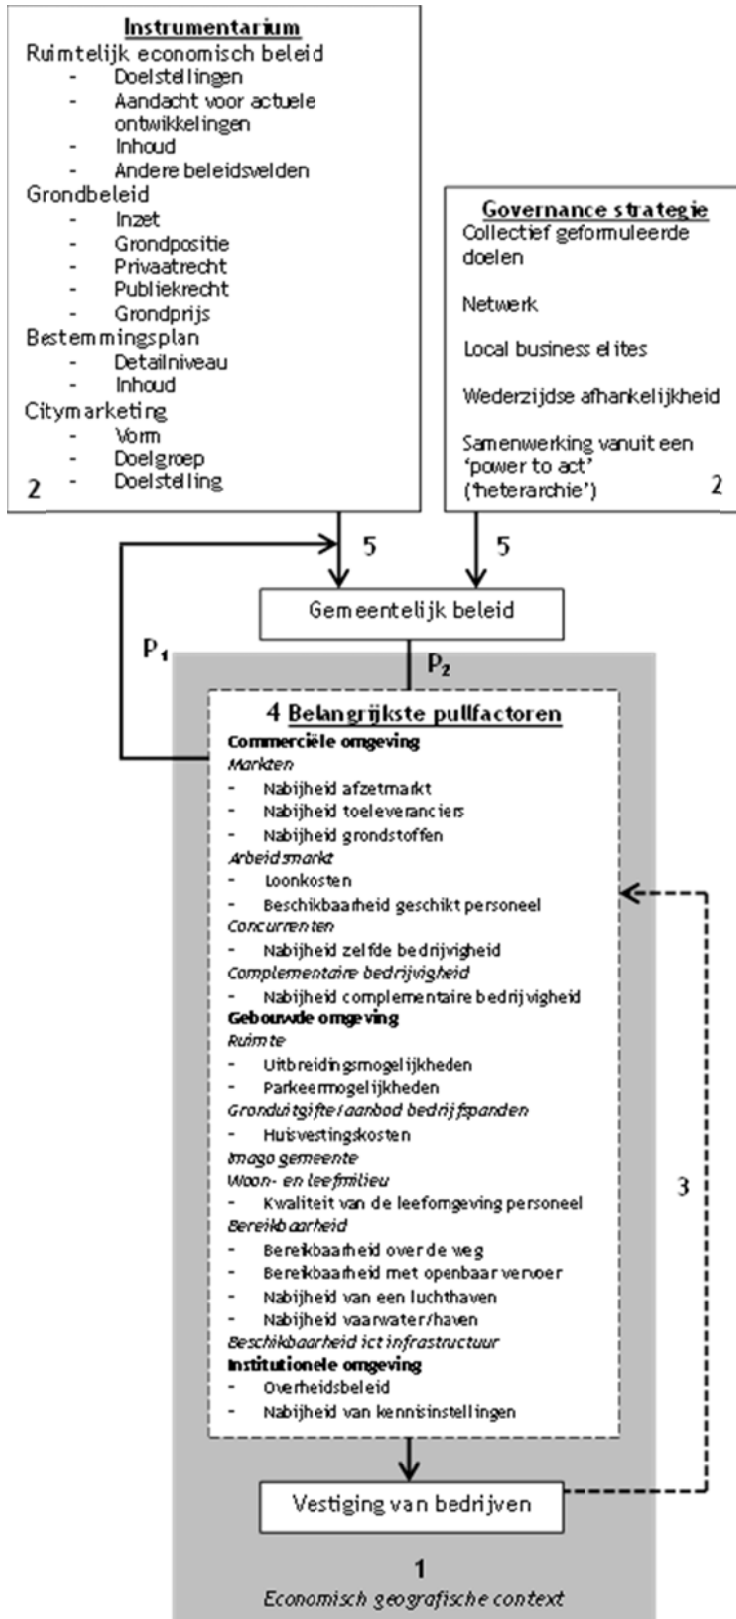 Instrumentarium
Ruimtelijk economisch beleid
- Doelstellingen
- Aandacht voor actuele
ontwikkelingen
- Inhoud
- Andere beleidsvelden
Grondbeleid
- Inzet
- Grondpositie
- Privaatrecht
- Publiekrecht
- Grondprijs
Bestemmingsplan
- Detailniveau
- Inhoud
Citymarketing
- Vorm
- Doelgroep
- Doelstelling
2
Governance strategie
Collectief geformuleerde
doelen
Netwerk
Local business elites
Wederzijdse afhankelijkheid
Samenwerking vanuit een
‘power to act’
(‘heterarchie’)
2
5
5
Gemeentelijk beleid
P1
P2
4 Belangrijkste pullfactoren
Commerciële omgeving
Markten
- Nabijheid afzetmarkt
- Nabijheid toeleveranciers
- Nabijheid grondstoffen
Arbeidsmarkt
- Loonkosten
- Beschikbaarheid geschikt personeel
Concurrenten
- Nabijheid zelfde bedrijvigheid
Complementaire bedrijvigheid
- Nabijheid complementaire bedrijvigheid
Gebouwde omgeving
Ruimte
- Uitbreidingsmogelijkheden
- Parkeermogelijkheden
Gronduitgifte/aanbod bedrijfspanden
- Huisvestingskosten
Imago gemeente
Woon- en leefmilieu
- Kwaliteit van de leefomgeving personeel
Bereikbaarheid
- Bereikbaarheid over de weg
- Bereikbaarheid met openbaar vervoer
- Nabijheid van een luchthaven
- Nabijheid vaarwater/haven
Beschikbaarheid ict infrastructuur
Institutionele omgeving
- Overheidsbeleid
- Nabijheid van kennisinstellingen
3
Vestiging van bedrijven
1
Economisch geografische context